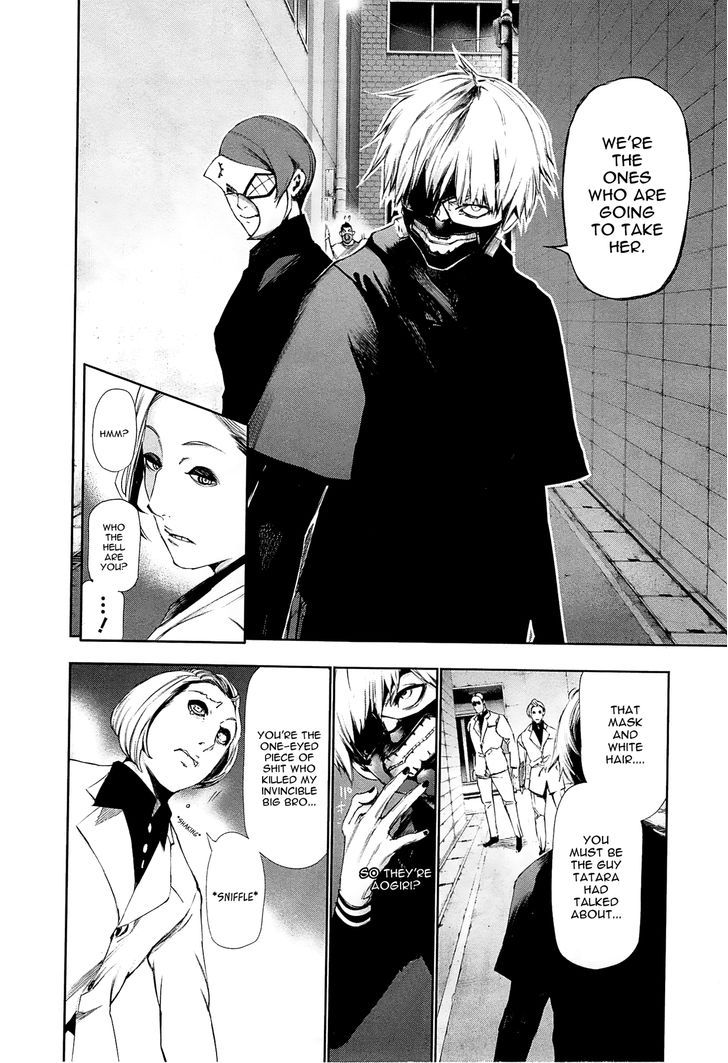 WE'RE
THE
ONES
WHO ARE
GOING
TO TAKE
HER.
HMM?
WHO
THE
HELL
ARE
YOU?
...!
THAT
MASK
AND
WHITE
HAIR....
YOU
MUST BE
THE GUY
TATARA
HAD
TALKED
ABOUT...
SO THEY'RE
AOGIRI?
YOU'RE THE
ONE-EYED
PIECE OF
SHIT WHO
KILLED MY
INVINCIBLE
BIG BRO...
*SHAKING*
*SNIFFLE*